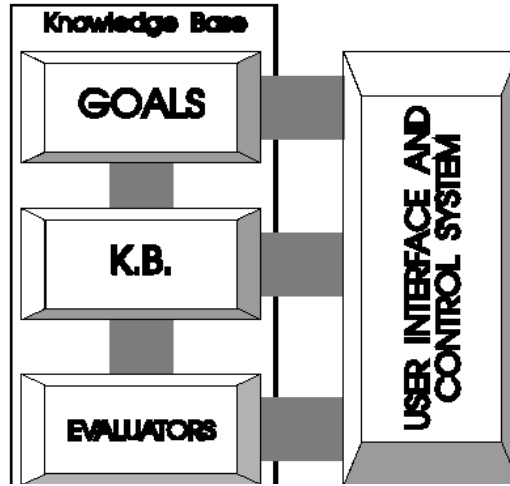 Knowledge Base
GOALS
K.B.
EVALUATORS
USER INTERFACE AND
CONTROL SYSTEM